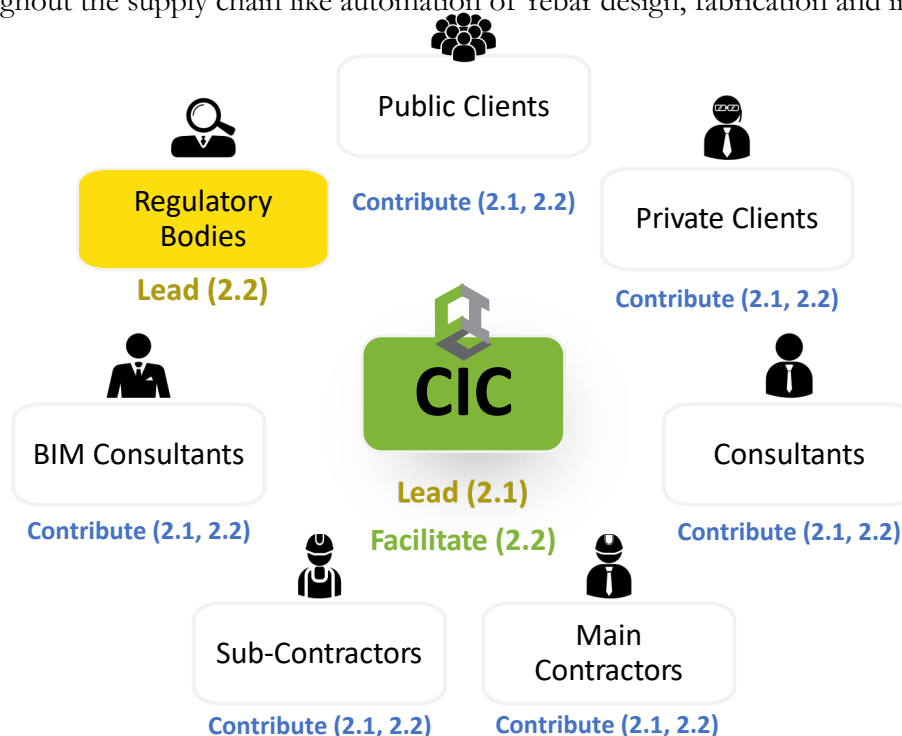 ghout the supply chain like automation of rebar design, fabrication and i
Public Clients
Contribute (2.1, 2.2)
Regulatory
Bodies
Lead (2.2)
Private Clients
Contribute (2.1, 2.2)
CIC
Lead (2.1)
Facilitate (2.2)
BIM Consultants
Contribute (2.1, 2.2)
Consultants
Contribute (2.1, 2.2)
Sub-Contractors
Contribute (2.1, 2.2)
Main
Contractors
Contribute (2.1, 2.2)